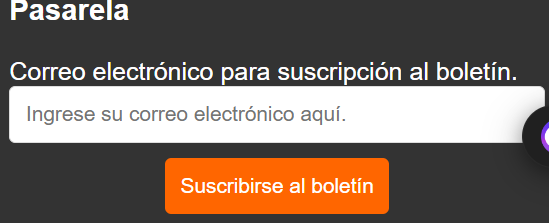 Pasarela
Correo electrónico para suscripción al boletín.
Ingrese su correo electrónico aquí.
Suscribirse al boletín